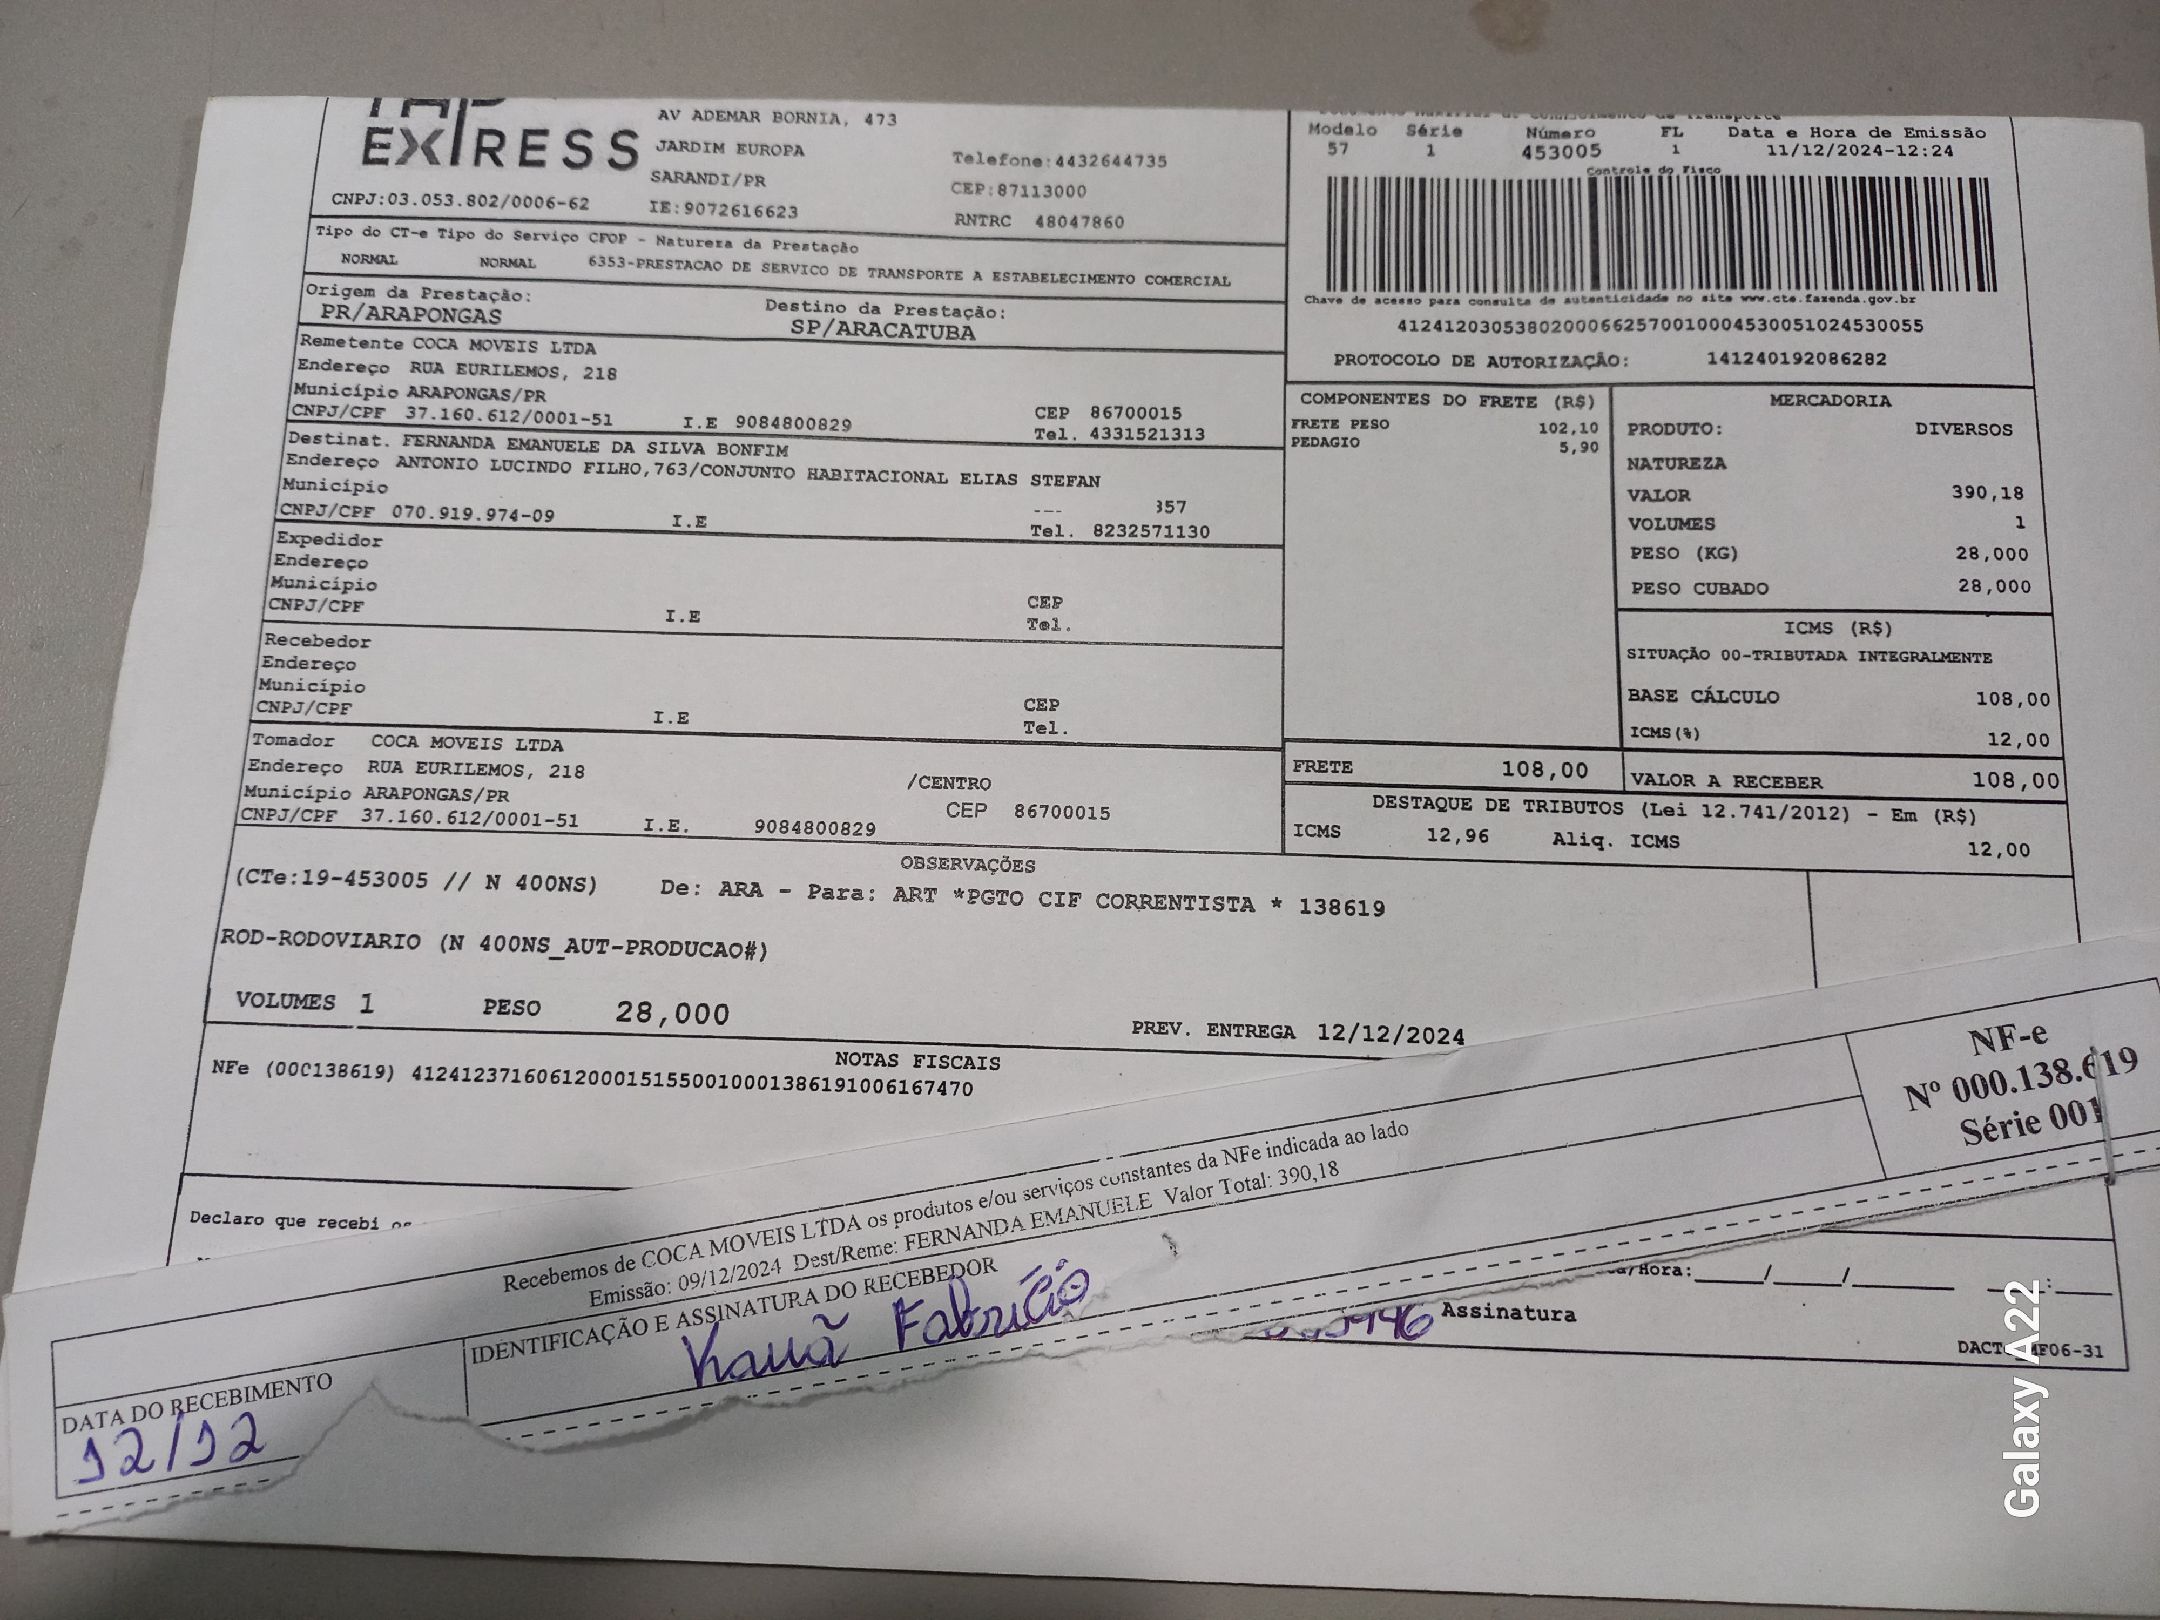 EXPRESS
AV ADEMAR BORNIA, 473
JARDIM EUROPA
SARANDI/PR
Telefone:4432644735
CEP:87113000
CNPJ:03.053.802/0006-62
IE:9072616623
RNTRC 48047860
Modelo Série Número FL Data e Hora de Emissão
57 1 453005 1 11/12/2024-12:24
Controle do Fisco
Chave de acesso para consulta de autenticidade no site www.cte.fazenda.gov.br
41241203053802000662570010004530051024530055
PROTOCOLO DE AUTORIZAÇÃO: 141240192086282
Tipo do CT-e Tipo do Serviço CFOP - Natureza da Prestação
NORMAL NORMAL 6353-PRESTACAO DE SERVICO DE TRANSPORTE A ESTABELECIMENTO COMERCIAL
Origem da Prestação: Destino da Prestação:
PR/ARAPONGAS SP/ARACATUBA
Remetente COCA MOVEIS LTDA
Endereço RUA EURILEMOS, 218
Município ARAPONGAS/PR CEP 86700015
CNPJ/CPF 37.160.612/0001-51 I.E 9084800829 Tel. 4331521313
Destinat. FERNANDA EMANUELE DA SILVA BONFIM
Endereço ANTONIO LUCINDO FILHO,763/CONJUNTO HABITACIONAL ELIAS STEFAN
Município 357
CNPJ/CPF 070.919.974-09 I.E Tel. 8232571130
Expedidor
Endereço
Município CEP
CNPJ/CPF I.E Tel.
Recebedor
Endereço
Município CEP
CNPJ/CPF I.E Tel.
Tomador COCA MOVEIS LTDA
Endereço RUA EURILEMOS, 218 /CENTRO
Município ARAPONGAS/PR CEP 86700015
CNPJ/CPF 37.160.612/0001-51 I.E. 9084800829
COMPONENTES DO FRETE (R$)
FRETE PESO 102,10
PEDAGIO 5,90
MERCADORIA
PRODUTO: DIVERSOS
NATUREZA
VALOR 390,18
VOLUMES 1
PESO (KG) 28,000
PESO CUBADO 28,000
ICMS (R$)
SITUAÇÃO 00-TRIBUTADA INTEGRALMENTE
BASE CÁLCULO 108,00
ICMS(%) 12,00
FRETE 108,00 VALOR A RECEBER 108,00
DESTAQUE DE TRIBUTOS (Lei 12.741/2012) - Em (R$)
ICMS 12,96 Aliq. ICMS 12,00
OBSERVAÇÕES
(CTe:19-453005 // N 400NS) De: ARA - Para: ART *PGTO CIF CORRENTISTA * 138619
ROD-RODOVIARIO (N 400NS_AUT-PRODUCAO#)
VOLUMES 1 PESO 28,000 PREV. ENTREGA 12/12/2024
NOTAS FISCAIS
NFe (000138619) 41241237160612000151550010001386191006167470
Declaro que recebi
NF-e
Nº 000.138.619
Série 001
Recebemos de COCA MOVEIS LTDA os produtos e/ou serviços constantes da NFe indicada ao lado
Emissão: 09/12/2024 Dest/Reme: FERNANDA EMANUELE Valor Total: 390,18
DATA DO RECEBIMENTO IDENTIFICAÇÃO E ASSINATURA DO RECEBEDOR
12/12 Kauã Fabrício
/Hora:____/____/______ __:____
Assinatura
Galaxy A22